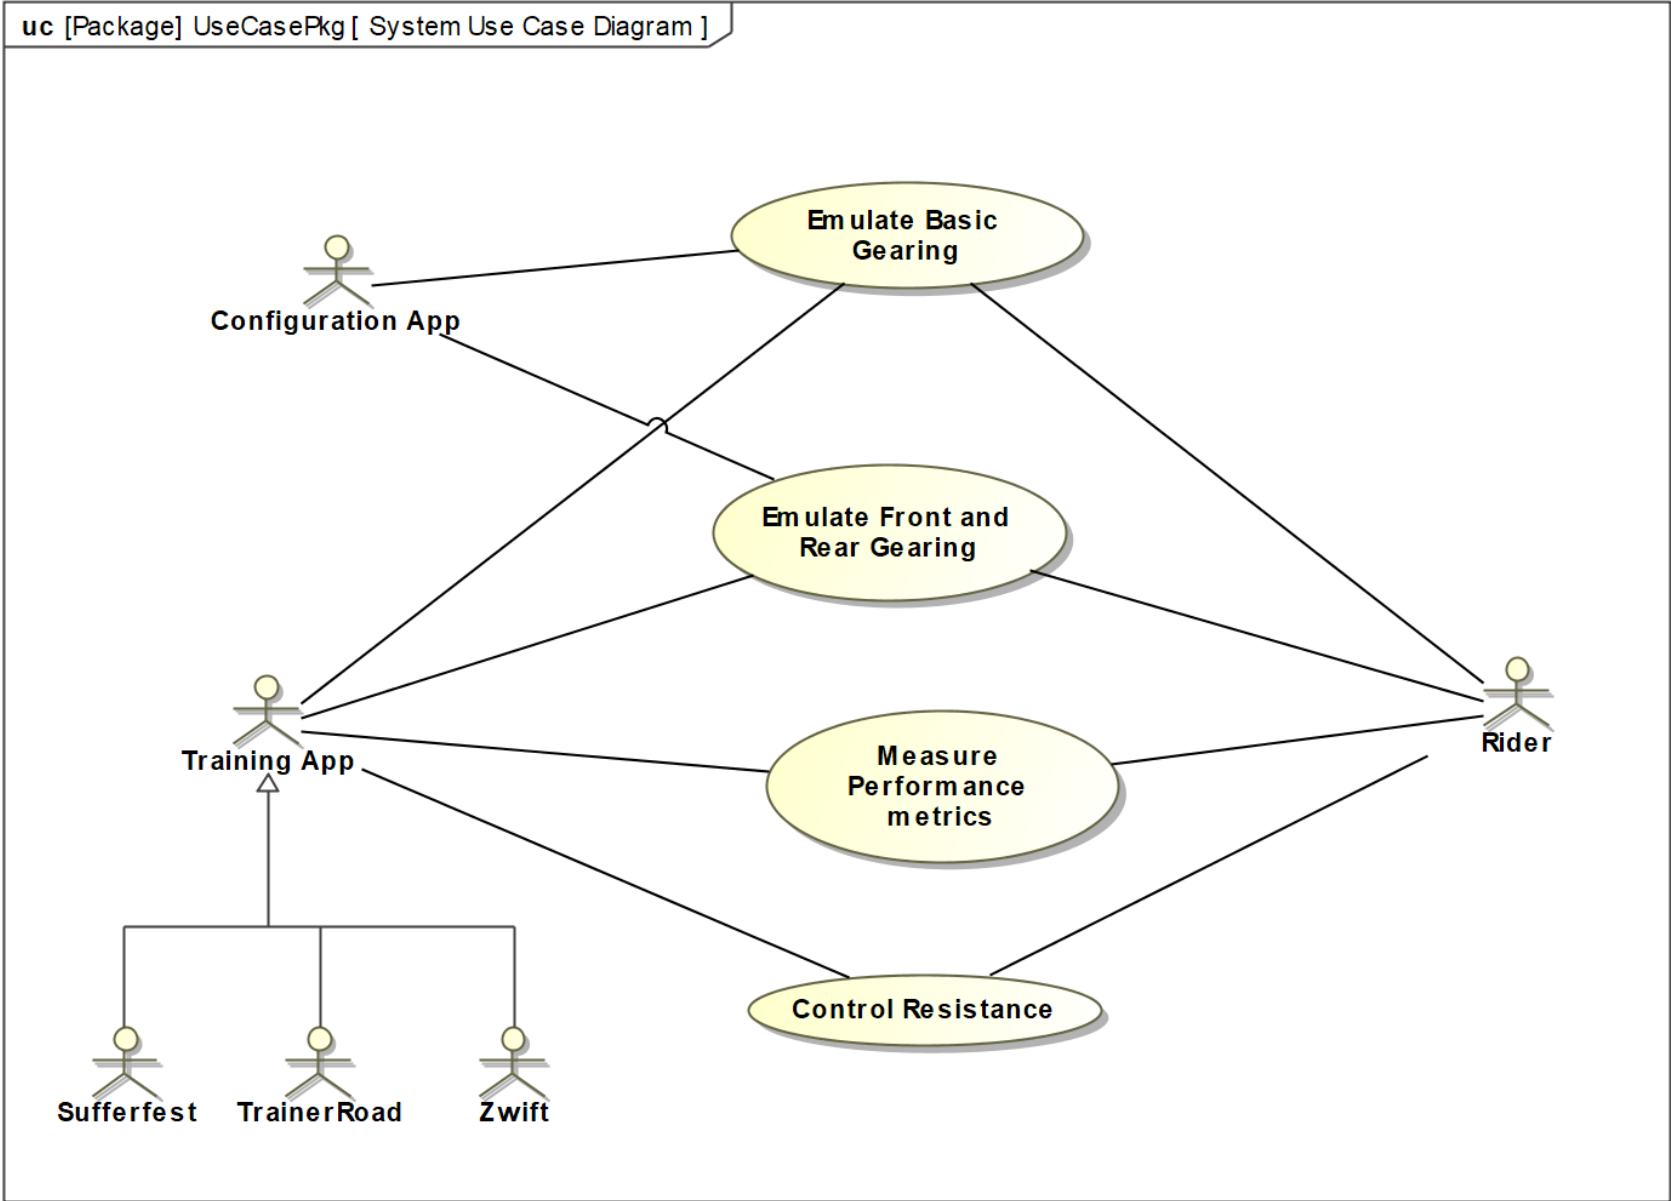 uc [Package] UseCasePkg [ System Use Case Diagram ]
Emulate Basic
Gearing
Configuration App
Emulate Front and
Rear Gearing
Training App
Rider
Measure
Performance
metrics
Control Resistance
Sufferfest
TrainerRoad
Zwift